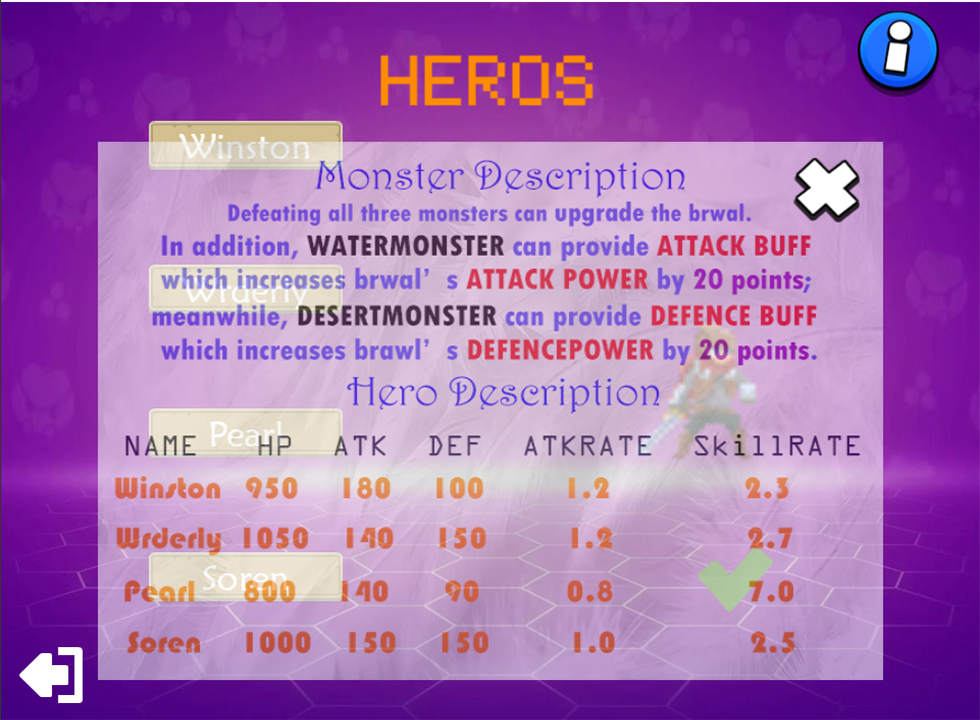 HEROS
Winston
Monster Description
Defeating all three monsters can upgrade the brwal.
In addition, WATERMONSTER can provide ATTACK BUFF
which increases brwal's ATTACK POWER by 20 points;
Wrderly
meanwhile, DESERTMONSTER can provide DEFENCE BUFF
which increases brawl's DEFENCEPOWER by 20 points.
Hero Description
Pearl
NAME HP ATK DEF ATKRATE SkillRATE
Winston 950 180 100 1.2 2.3
Wrderly 1050 140 150 1.2 2.7
Soren
Pearl 800 140 90 0.8 7.0
Soren 1000 150 150 1.0 2.5